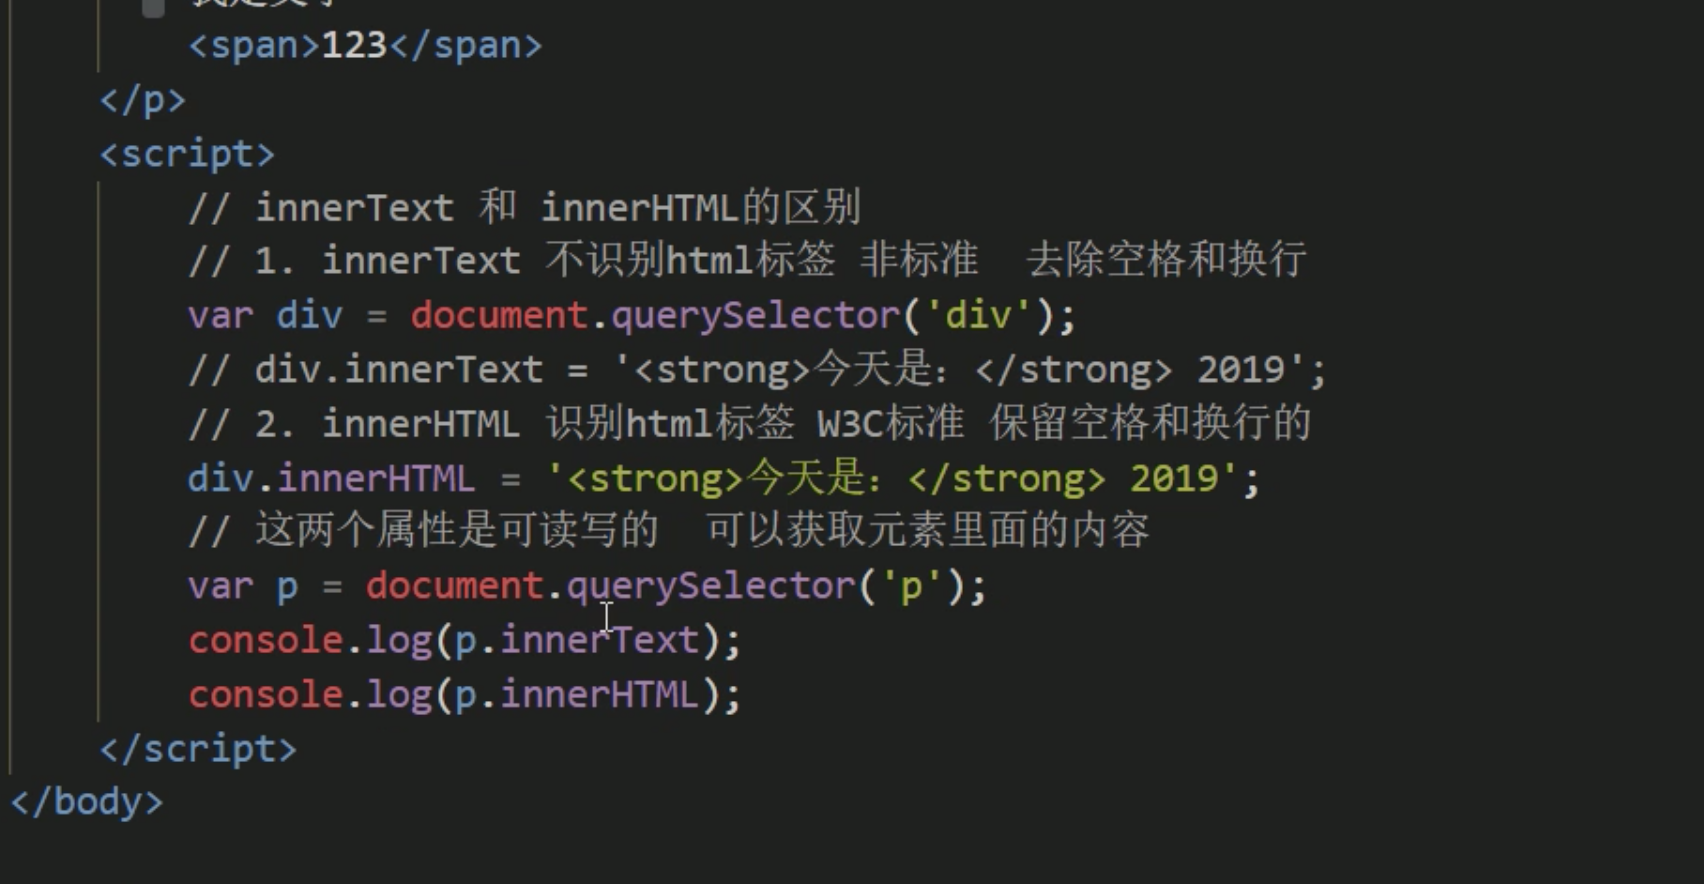 <span>123</span>
</p>
<script>
// innerText 和 innerHTML的区别
// 1. innerText 不识别html标签 非标准  去除空格和换行
var div = document.querySelector('div');
// div.innerText = '<strong>今天是：</strong> 2019';
// 2. innerHTML 识别html标签 W3C标准 保留空格和换行的
div.innerHTML = '<strong>今天是：</strong> 2019';
// 这两个属性是可读写的  可以获取元素里面的内容
var p = document.querySelector('p');
console.log(p.innerText);
console.log(p.innerHTML);
</script>
</body>